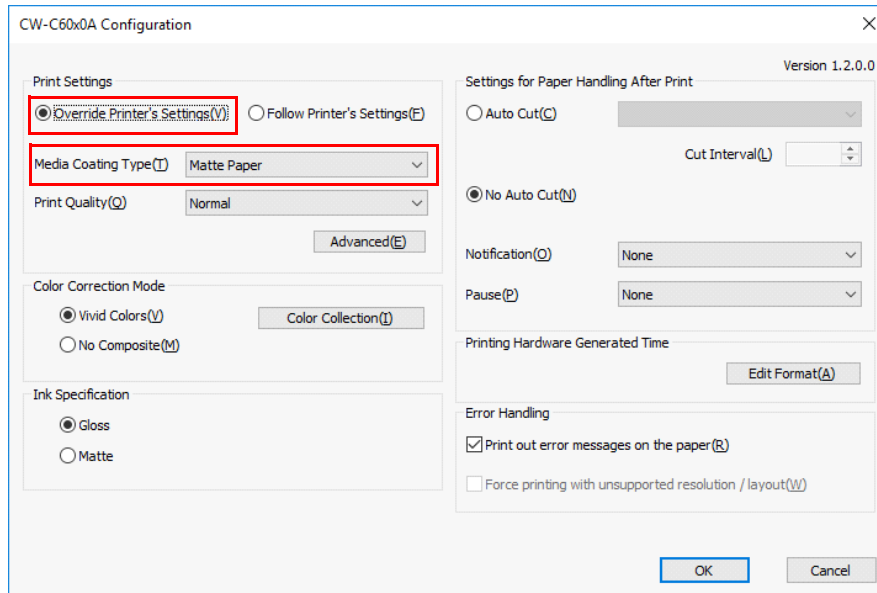 CW-C60x0A Configuration
Version 1.2.0.0
Print Settings
Override Printer's Settings(V) Follow Printer's Settings(F)
Media Coating Type(T) Matte Paper
Print Quality(Q) Normal
Advanced(E)
Color Correction Mode
Vivid Colors(V) Color Collection(I)
No Composite(M)
Ink Specification
Gloss
Matte
Settings for Paper Handling After Print
Auto Cut(C)
Cut Interval(L)
No Auto Cut(N)
Notification(O) None
Pause(P) None
Printing Hardware Generated Time
Edit Format(A)
Error Handling
Print out error messages on the paper(R)
Force printing with unsupported resolution / layout(W)
OK Cancel